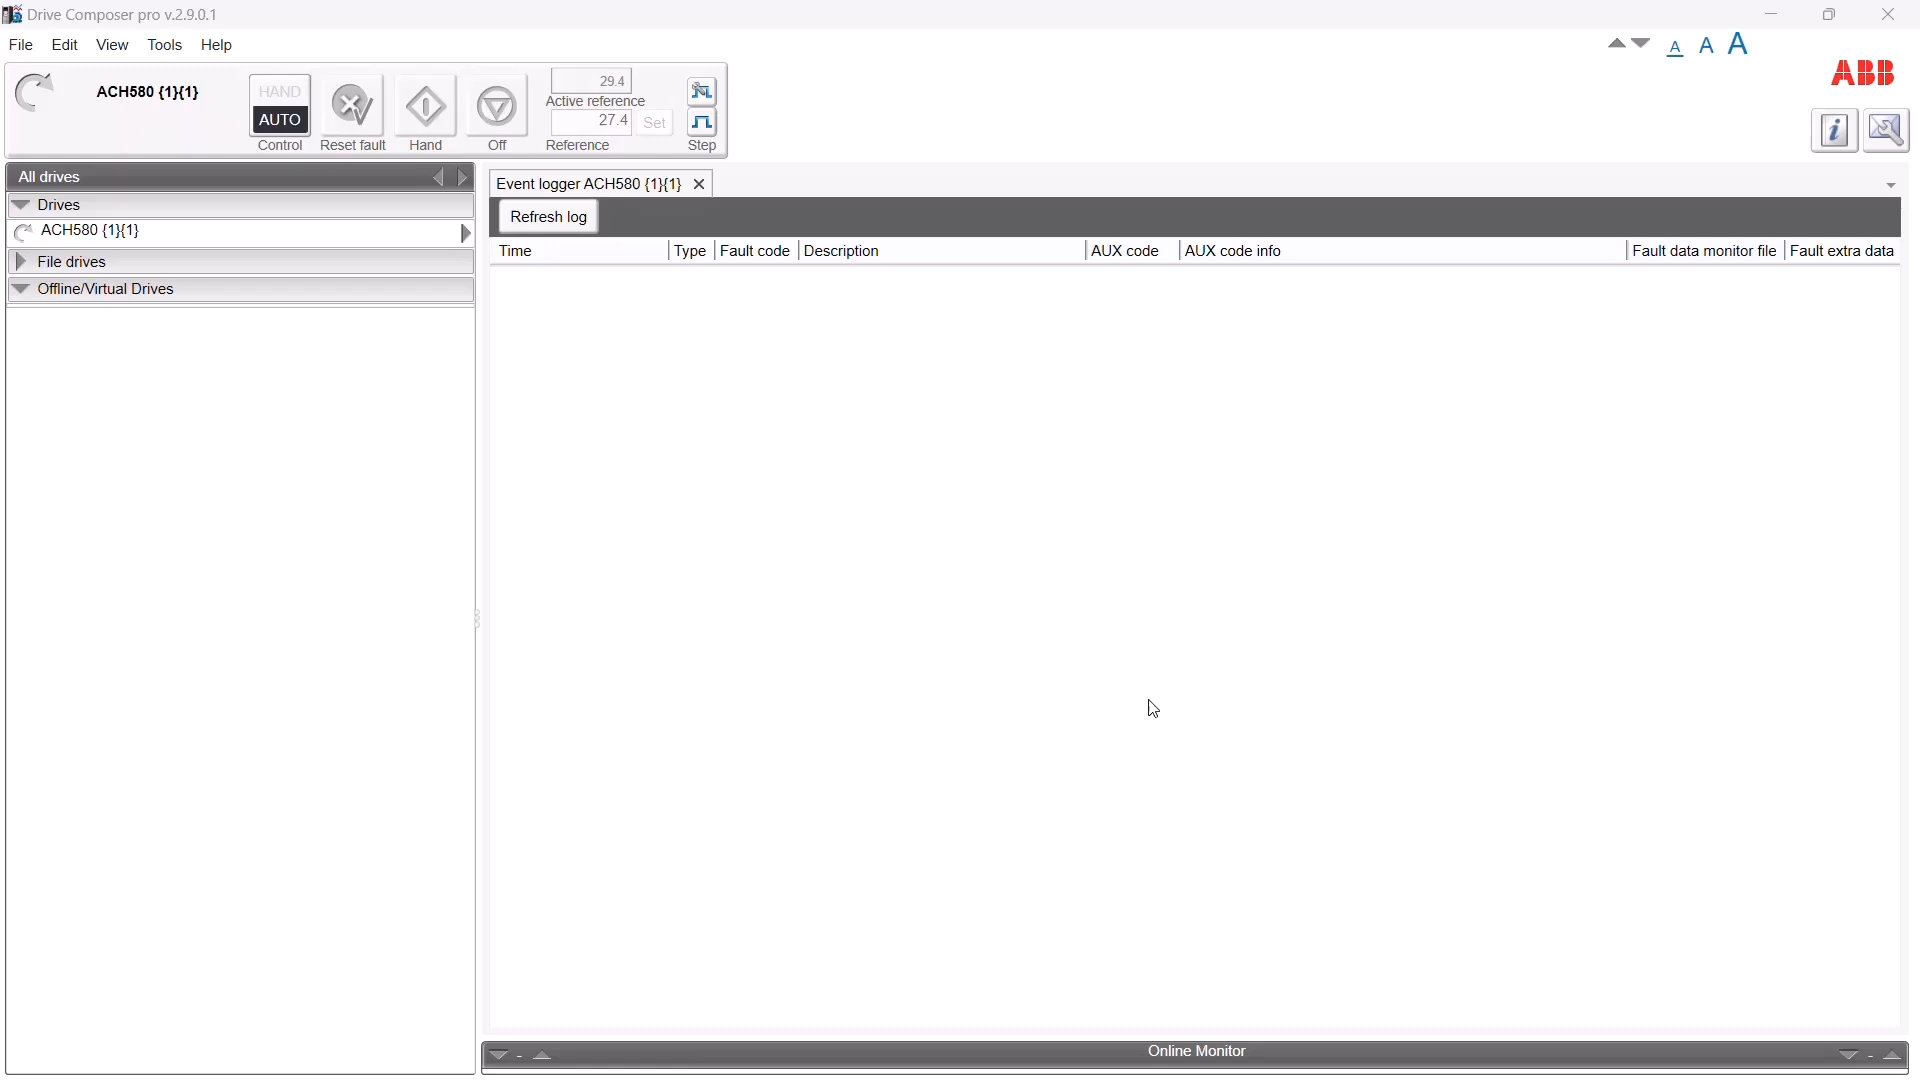 Drive Composer pro v.2.9.0.1
File Edit View Tools Help
A A A
ABB
ACH580 {1}{1}
HAND
AUTO
Control
Reset fault
Hand
Off
29.4
Active reference
27.4
Set
Reference
Step
i
All drives
Drives
ACH580 {1}{1}
File drives
Offline/Virtual Drives
Event logger ACH580 {1}{1}
Refresh log
Time Type Fault code Description AUX code AUX code info Fault data monitor file Fault extra data
- Online Monitor -